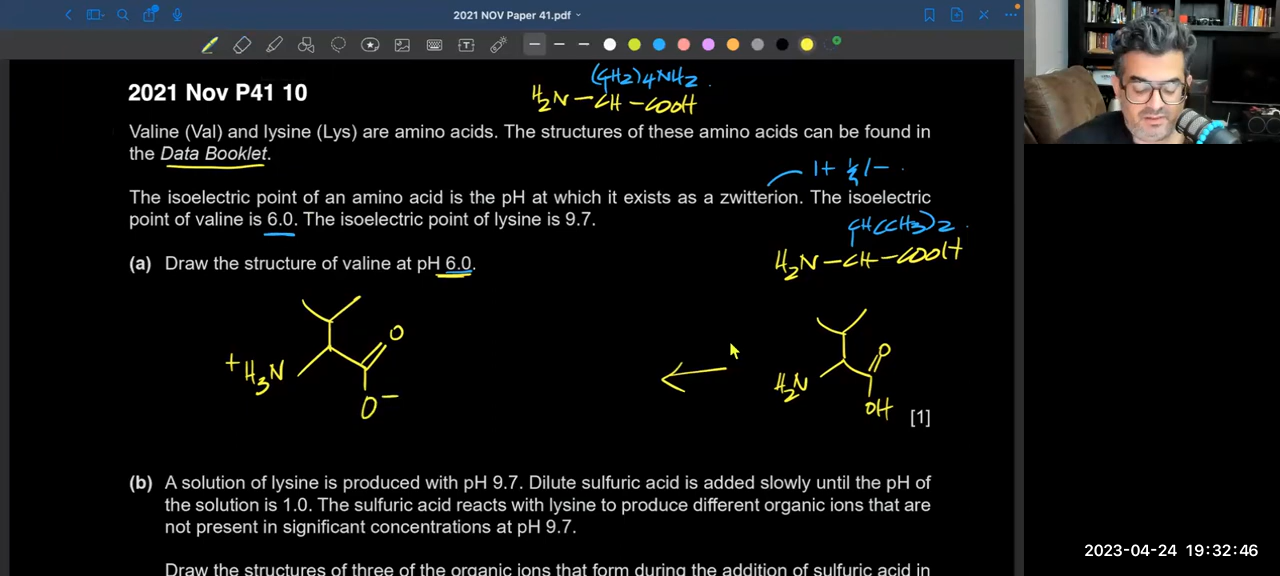 2021 NOV Paper 41.pdf
2021 Nov P41 10
(CH2)4NH2
H2N-CH-COOH
Valine (Val) and lysine (Lys) are amino acids. The structures of these amino acids can be found in
the Data Booklet.
1+ & 1-
The isoelectric point of an amino acid is the pH at which it exists as a zwitterion. The isoelectric
point of valine is 6.0. The isoelectric point of lysine is 9.7.
CH(CH3)2
H2N-CH-COOH
(a) Draw the structure of valine at pH 6.0.
+H3N
O
O-
H2N
O
OH
[1]
(b) A solution of lysine is produced with pH 9.7. Dilute sulfuric acid is added slowly until the pH of
the solution is 1.0. The sulfuric acid reacts with lysine to produce different organic ions that are
not present in significant concentrations at pH 9.7.
Draw the structures of three of the organic ions that form during the addition of sulfuric acid in
2023-04-24 19:32:46